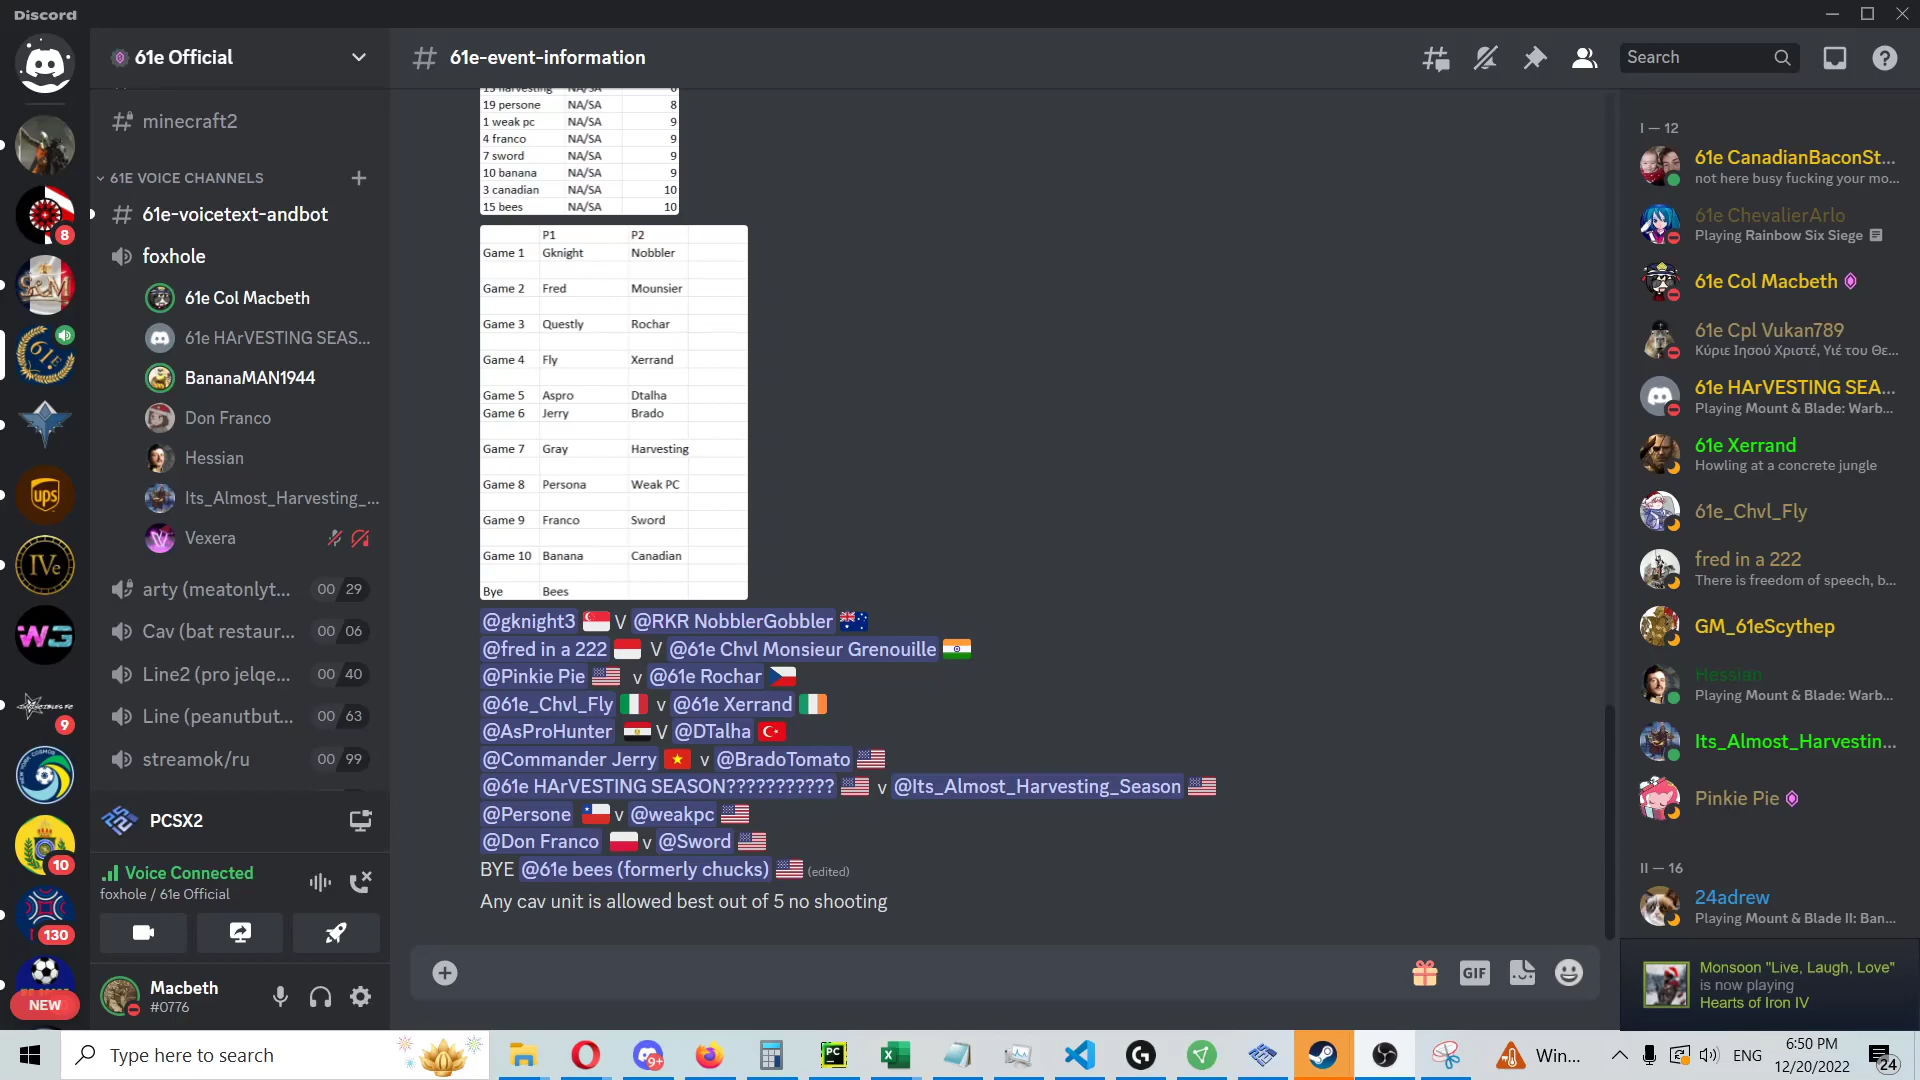 Discord
61e Official
61e-event-information
Search
minecraft2
61E VOICE CHANNELS
61e-voicetext-andbot
foxhole
61e Col Macbeth
61e HArVESTING SEAS...
BananaMAN1944
Don Franco
Hessian
Its_Almost_Harvesting_...
Vexera
arty (meatonlyt... 00 29
Cav (bat restaur... 00 06
Line2 (pro jelqe... 00 40
Line (peanutbut... 00 63
streamok/ru 00 99
PCSX2
Voice Connected
foxhole / 61e Official
Macbeth
#0776
8
9
10
130
NEW
19 persone NA/SA 8
1 weak pc NA/SA 9
4 franco NA/SA 9
7 sword NA/SA 9
10 banana NA/SA 9
3 canadian NA/SA 10
15 bees NA/SA 10
P1 P2
Game 1 Gknight Nobbler
Game 2 Fred Mounsier
Game 3 Questly Rochar
Game 4 Fly Xerrand
Game 5 Aspro Dtalha
Game 6 Jerry Brado
Game 7 Gray Harvesting
Game 8 Persona Weak PC
Game 9 Franco Sword
Game 10 Banana Canadian
Bye Bees
@gknight3 V @RKR NobblerGobbler
@fred in a 222 V @61e Chvl Monsieur Grenouille
@Pinkie Pie v @61e Rochar
@61e_Chvl_Fly v @61e Xerrand
@AsProHunter V @DTalha
@Commander Jerry v @BradoTomato
@61e HArVESTING SEASON??????????? v @Its_Almost_Harvesting_Season
@Persone v @weakpc
@Don Franco v @Sword
BYE @61e bees (formerly chucks) (edited)
Any cav unit is allowed best out of 5 no shooting
GIF
I — 12
61e CanadianBaconSt...
not here busy fucking your mo...
61e ChevalierArlo
Playing Rainbow Six Siege
61e Col Macbeth
61e Cpl Vukan789
Κύριε Ιησού Χριστέ, Υιέ του Θε...
61e HArVESTING SEA...
Playing Mount & Blade: Warb...
61e Xerrand
Howling at a concrete jungle
61e_Chvl_Fly
fred in a 222
There is freedom of speech, b...
GM_61eScythep
Hessian
Playing Mount & Blade: Warb...
Its_Almost_Harvestin...
Pinkie Pie
II — 16
24adrew
Playing Mount & Blade II: Ban...
Monsoon "Live, Laugh, Love"
is now playing
Hearts of Iron IV
Type here to search
9+
PC
Win...
ENG
6:50 PM
12/20/2022
24
ups
IVe
W3
61E